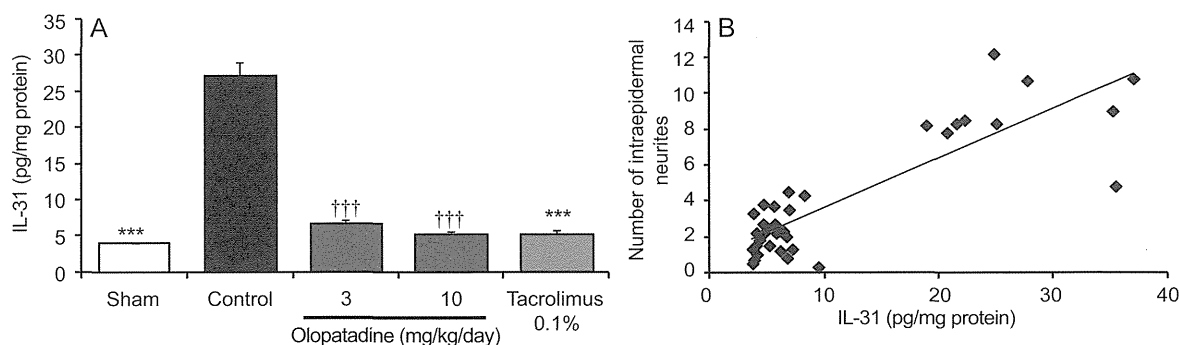 A
35
30
25
20
15
10
5
0
IL-31 (pg/mg protein)
***
†††
†††
***
Sham
Control
3
10
Tacrolimus
0.1%
Olopatadine (mg/kg/day)
B
14
12
10
8
6
4
2
0
Number of intraepidermal
neurites
0
10
20
30
40
IL-31 (pg/mg protein)